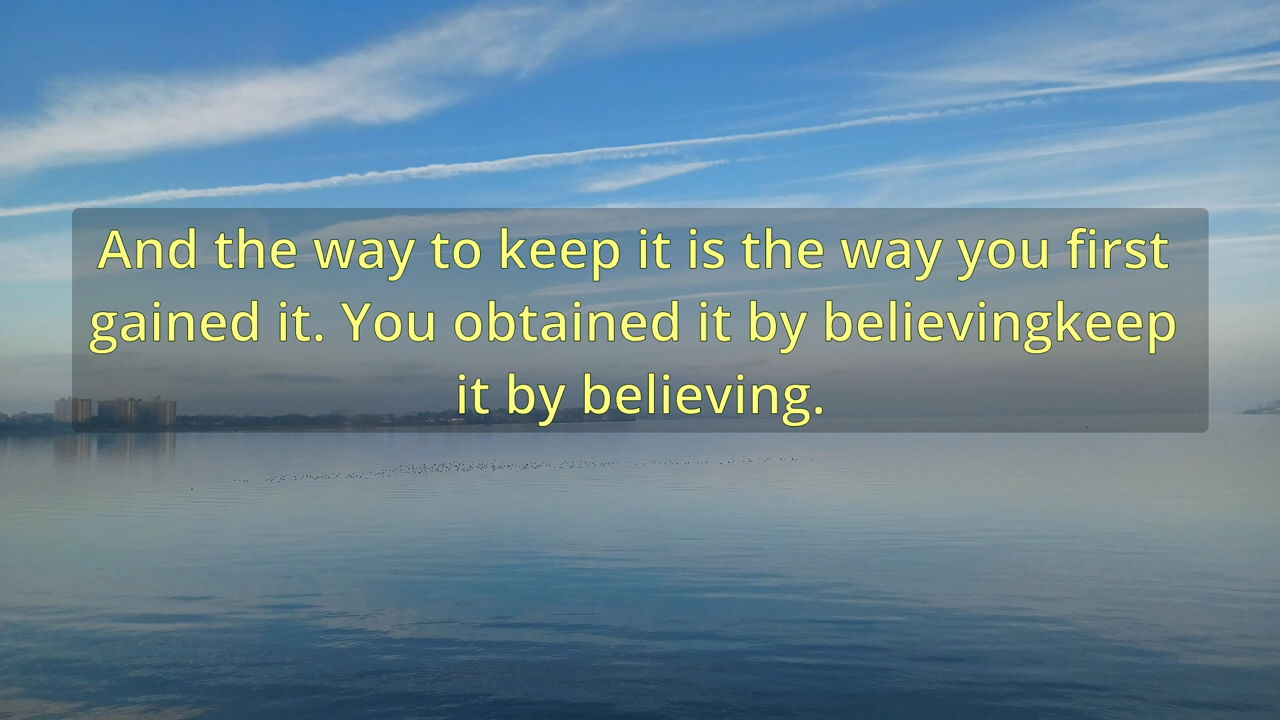 And the way to keep it is the way you first
gained it. You obtained it by believingkeep
it by believing.